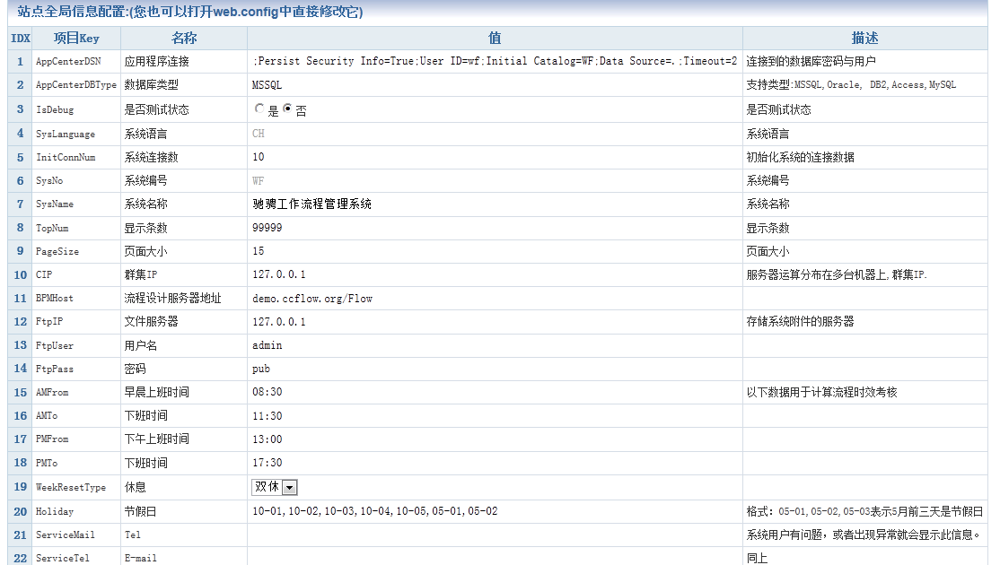 站点全局信息配置:(您也可以打开web.config中直接修改它)
IDX 项目Key 名称 值 描述
1 AppCenterDSN 应用程序连接 ;Persist Security Info=True;User ID=wf;Initial Catalog=WF;Data Source=.;Timeout=2 连接到的数据库密码与用户
2 AppCenterDBType 数据库类型 MSSQL 支持类型:MSSQL,Oracle, DB2,Access,MySQL
3 IsDebug 是否测试状态 是 否 是否测试状态
4 SysLanguage 系统语言 CH 系统语言
5 InitConnNum 系统连接数 10 初始化系统的连接数据
6 SysNo 系统编号 WF 系统编号
7 SysName 系统名称 驰骋工作流程管理系统 系统名称
8 TopNum 显示条数 99999 显示条数
9 PageSize 页面大小 15 页面大小
10 CIP 群集IP 127.0.0.1 服务器运算分布在多台机器上,群集IP.
11 BPMHost 流程设计服务器地址 demo.ccflow.org/Flow
12 FtpIP 文件服务器 127.0.0.1 存储系统附件的服务器
13 FtpUser 用户名 admin
14 FtpPass 密码 pub
15 AMFrom 早晨上班时间 08:30 以下数据用于计算流程时效考核
16 AMTo 下班时间 11:30
17 PMFrom 下午上班时间 13:00
18 PMTo 下班时间 17:30
19 WeekResetType 休息 双休
20 Holiday 节假日 10-01,10-02,10-03,10-04,10-05,05-01,05-02 格式：05-01,05-02,05-03表示5月前三天是节假日
21 ServiceMail Tel 系统用户有问题，或者出现异常就会显示此信息。
22 ServiceTel E-mail 同上